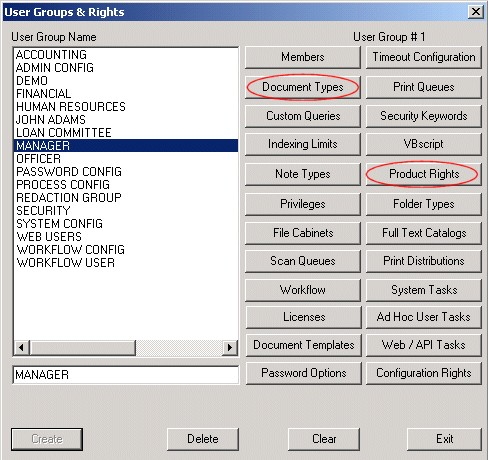 User Groups & Rights
User Group Name
User Group # 1
ACCOUNTING
ADMIN CONFIG
DEMO
FINANCIAL
HUMAN RESOURCES
JOHN ADAMS
LOAN COMMITTEE
MANAGER
OFFICER
PASSWORD CONFIG
PROCESS CONFIG
REDACTION GROUP
SECURITY
SYSTEM CONFIG
WEB USERS
WORKFLOW CONFIG
WORKFLOW USER
MANAGER
Members
Timeout Configuration
Document Types
Print Queues
Custom Queries
Security Keywords
Indexing Limits
VBscript
Note Types
Product Rights
Privileges
Folder Types
File Cabinets
Full Text Catalogs
Scan Queues
Print Distributions
Workflow
System Tasks
Licenses
Ad Hoc User Tasks
Document Templates
Web / API Tasks
Password Options
Configuration Rights
Create
Delete
Clear
Exit